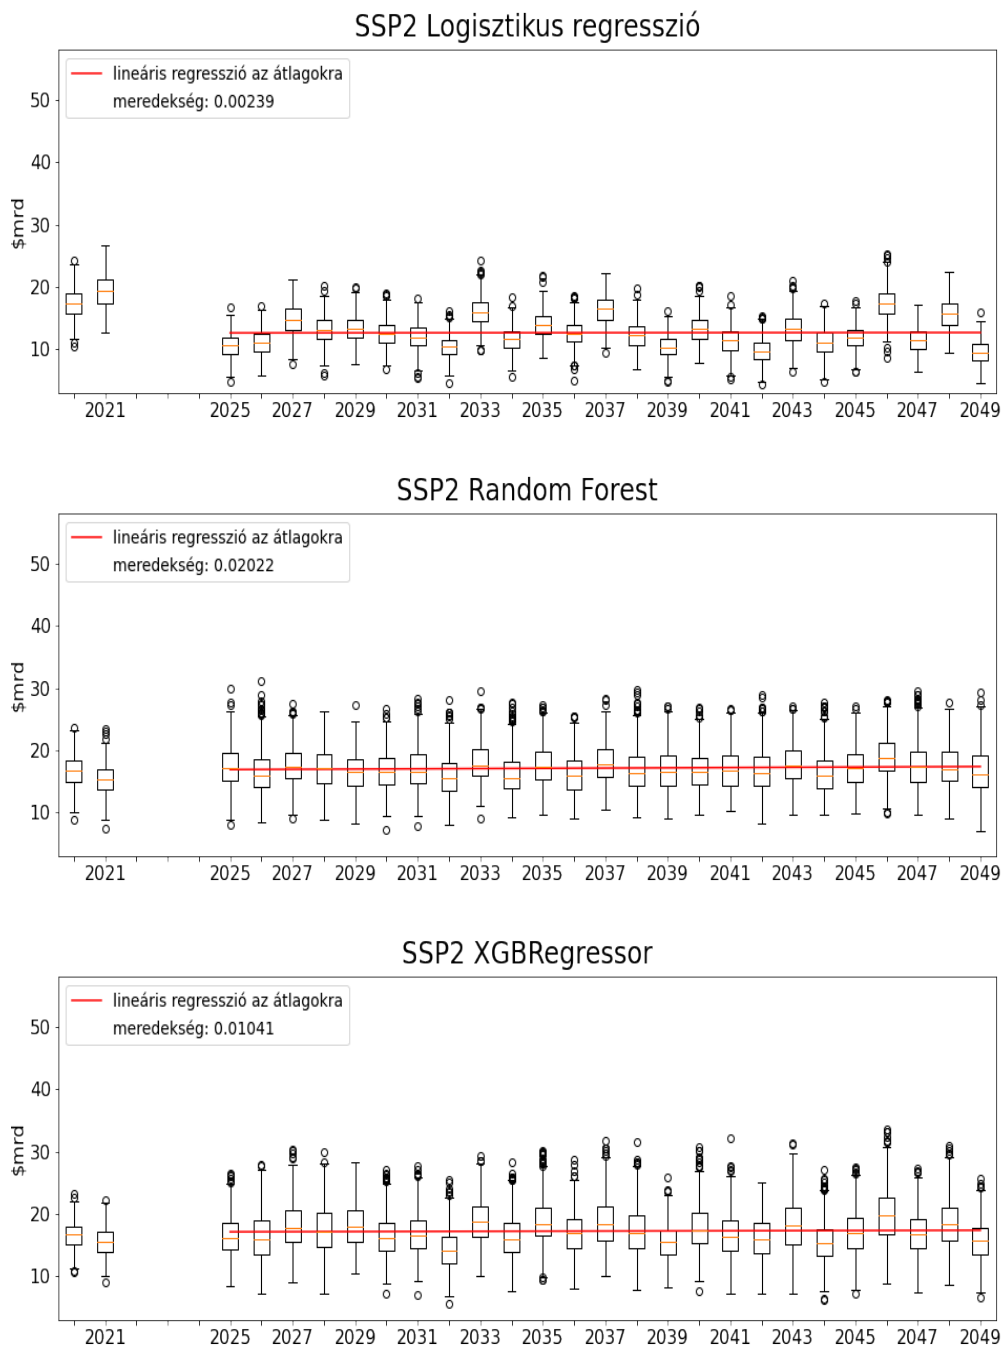 SSP2 Logisztikus regresszió
lineáris regresszió az átlagokra
meredekség: 0.00239
50
40
30
20
10
$mrd
2021 2025 2027 2029 2031 2033 2035 2037 2039 2041 2043 2045 2047 2049
SSP2 Random Forest
lineáris regresszió az átlagokra
meredekség: 0.02022
50
40
30
20
10
$mrd
2021 2025 2027 2029 2031 2033 2035 2037 2039 2041 2043 2045 2047 2049
SSP2 XGBRegressor
lineáris regresszió az átlagokra
meredekség: 0.01041
50
40
30
20
10
$mrd
2021 2025 2027 2029 2031 2033 2035 2037 2039 2041 2043 2045 2047 2049